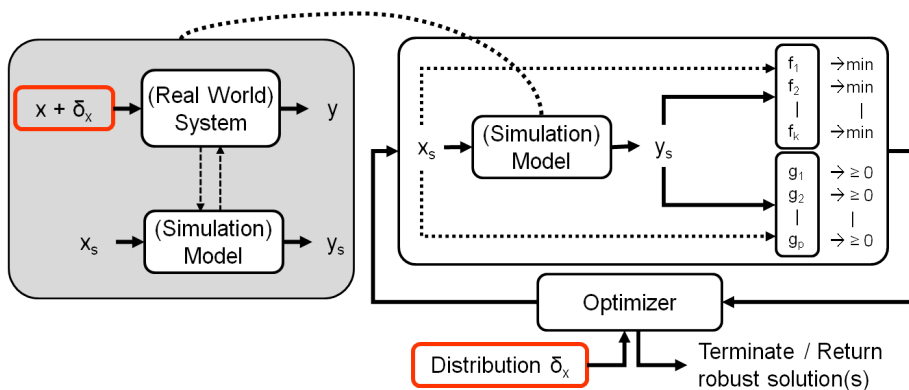 x + δₓ
(Real World)
System
y
xₛ
(Simulation)
Model
yₛ
xₛ
(Simulation)
Model
yₛ
f₁ →min
f₂ →min
fₖ →min
g₁ →≥ 0
g₂ →≥ 0
gₚ →≥ 0
Optimizer
Distribution δₓ
Terminate / Return
robust solution(s)